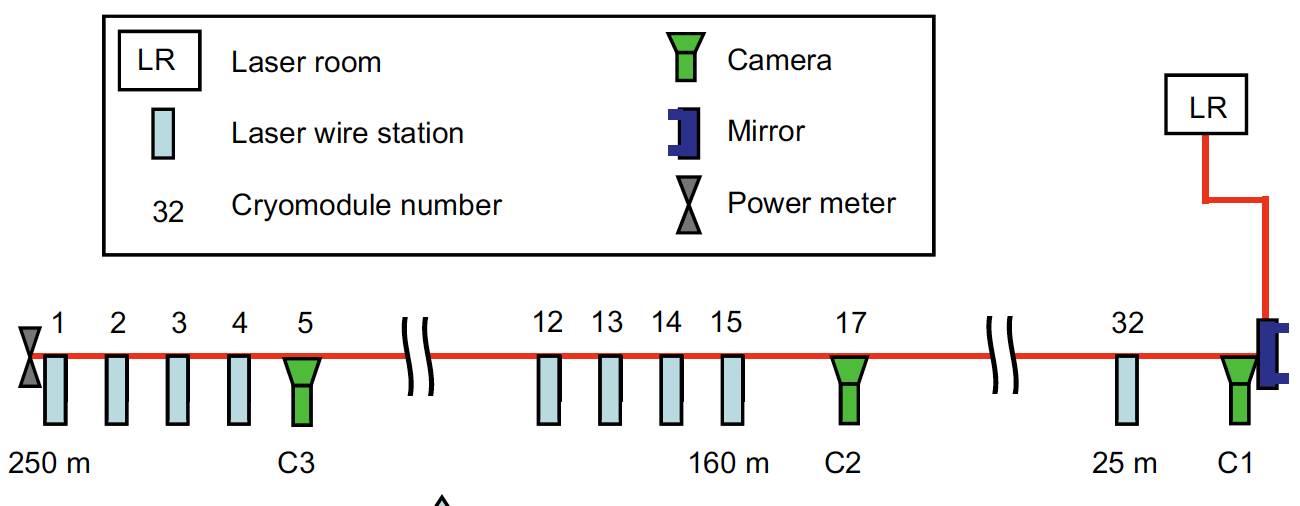 LR Laser room Camera
Laser wire station Mirror
32 Cryomodule number Power meter
LR
1 2 3 4 5 12 13 14 15 17 32
250 m C3 160 m C2 25 m C1